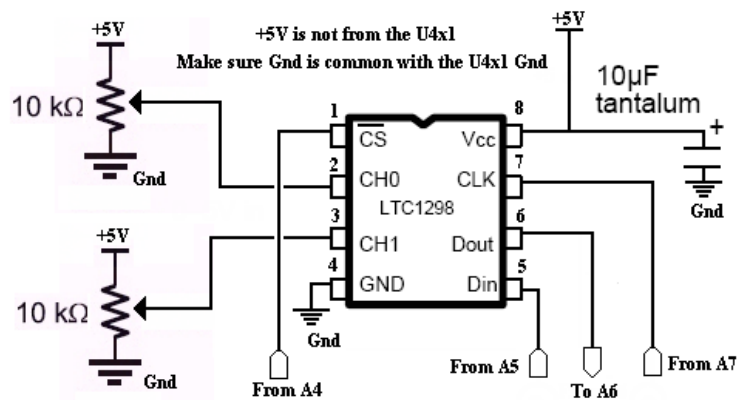 +5V is not from the U4x1
Make sure Gnd is common with the U4x1 Gnd
+5V
10 kΩ
Gnd
+5V
10 kΩ
Gnd
+5V
10µF
tantalum
+
Gnd
1
CS
2
CH0
3
CH1
4
GND
Gnd
LTC1298
8
Vcc
7
CLK
6
Dout
5
Din
From A4
From A5
To A6
From A7